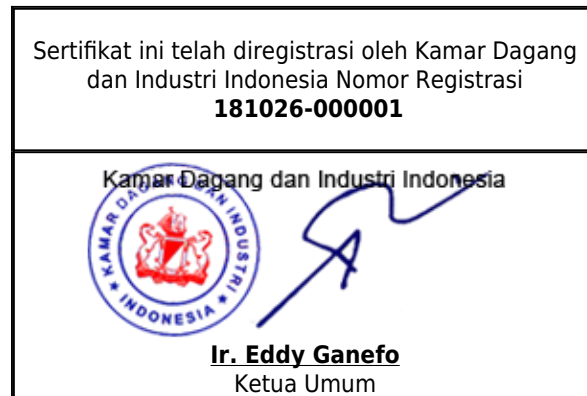 Sertifikat ini telah diregistrasi oleh Kamar Dagang
dan Industri Indonesia Nomor Registrasi
181026-000001
Kamar Dagang dan Industri Indonesia
KAMAR DAGANG DAN INDUSTRI
INDONESIA
Ir. Eddy Ganefo
Ketua Umum